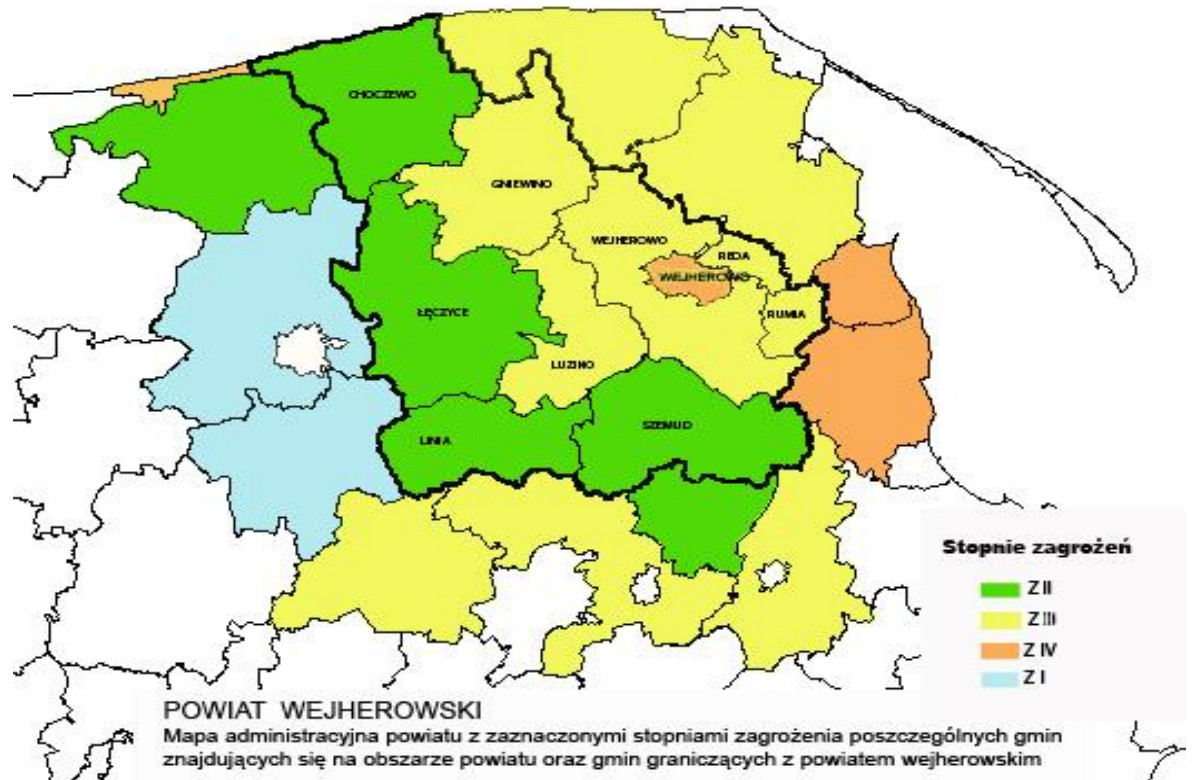 CHOCZEWO
GNIEWINO
WEJHEROWO
REDA
WEJHEROWO
RUMIA
ŁĘCZYCE
LUZINO
SZEMUD
LINIA
Stopnie zagrożeń
Z II
Z III
Z IV
Z I
POWIAT WEJHEROWSKI
Mapa administracyjna powiatu z zaznaczonymi stopniami zagrożenia poszczególnych gmin
znajdujących się na obszarze powiatu oraz gmin graniczących z powiatem wejherowskim